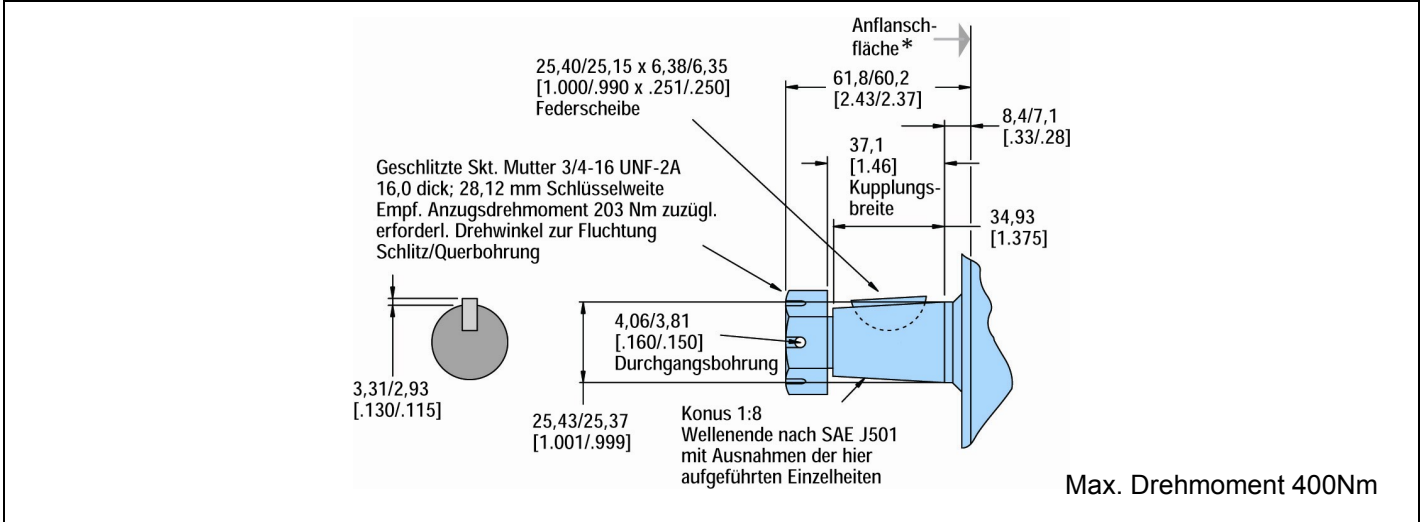 Anflansch-
fläche*
25,40/25,15 x 6,38/6,35
[1.000/.990 x .251/.250]
Federscheibe
61,8/60,2
[2.43/2.37]
8,4/7,1
[.33/.28]
37,1
[1.46]
Kupplungs-
breite
Geschlitzte Skt. Mutter 3/4-16 UNF-2A
16,0 dick; 28,12 mm Schlüsselweite
Empf. Anzugsdrehmoment 203 Nm zuzügl.
erforderl. Drehwinkel zur Fluchtung
Schlitz/Querbohrung
34,93
[1.375]
4,06/3,81
[.160/.150]
Durchgangsbohrung
3,31/2,93
[.130/.115]
25,43/25,37
[1.001/.999]
Konus 1:8
Wellenende nach SAE J501
mit Ausnahmen der hier
aufgeführten Einzelheiten
Max. Drehmoment 400Nm